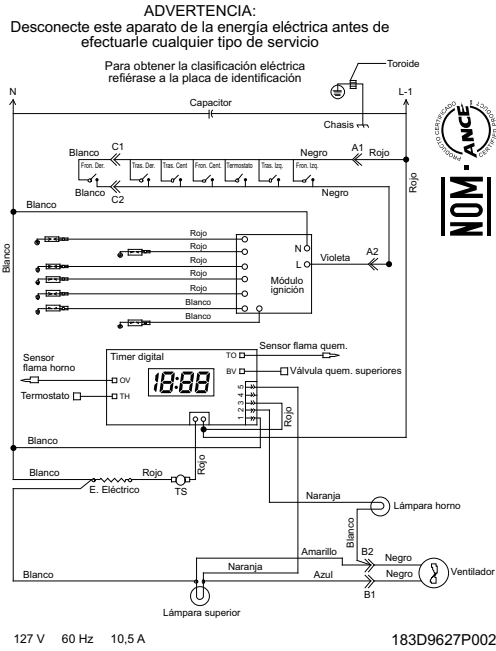 ADVERTENCIA:
Desconecte este aparato de la energía eléctrica antes de
efectuarle cualquier tipo de servicio
Para obtener la clasificación eléctrica
refiérase a la placa de identificación
Toroide
N
L-1
Capacitor
Chasis
PRODUCTO CERTIFICADO
NOM-ANCE
Blanco
C1
Negro
A1
Rojo
Fron. Der.
Tras. Der.
Tras. Cent
Fron. Cent.
Termostato
Tras. Izq.
Fron. Izq.
Blanco
C2
Negro
Rojo
Blanco
Blanco
Rojo
Rojo
Rojo
Rojo
Rojo
Blanco
Blanco
N
L
Módulo
ignición
Violeta
A2
Sensor
flama horno
Termostato
Timer digital
OV
TH
18:88
TO
BV
Sensor flama quem.
Válvula quem. superiores
5
4
3
2
1
Rojo
Blanco
Rojo
Blanco
E. Eléctrico
Rojo
TS
Naranja
Lámpara horno
Blanco
Amarillo
B2
Negro
Naranja
Ventilador
Blanco
Azul
Negro
B1
Lámpara superior
127 V 60 Hz 10,5 A
183D9627P002